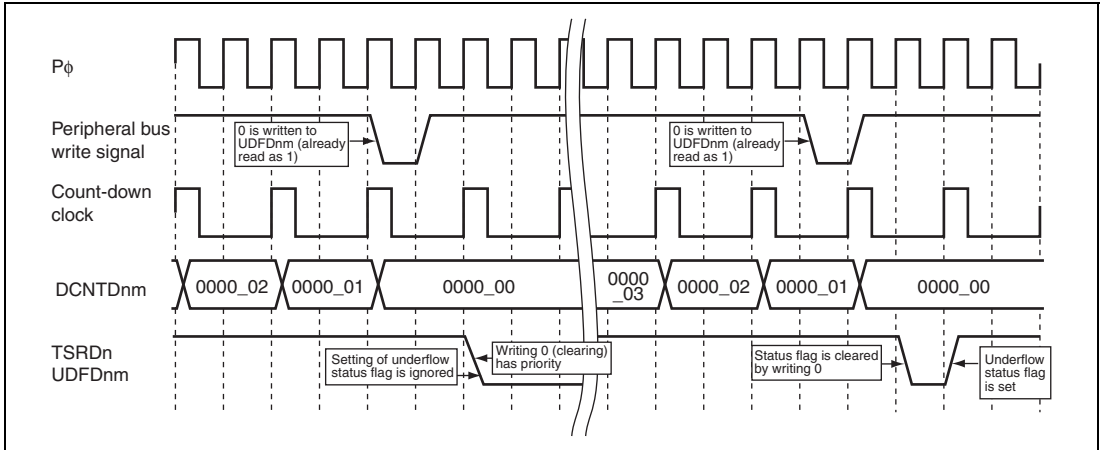 Pϕ
Peripheral bus
write signal
0 is written to
UDFDnm (already
read as 1)
0 is written to
UDFDnm (already
read as 1)
Count-down
clock
DCNTDnm
0000_02
0000_01
0000_00
0000
_03
0000_02
0000_01
0000_00
TSRDn
UDFDnm
Setting of underflow
status flag is ignored
Writing 0 (clearing)
has priority
Status flag is cleared
by writing 0
Underflow
status flag
is set